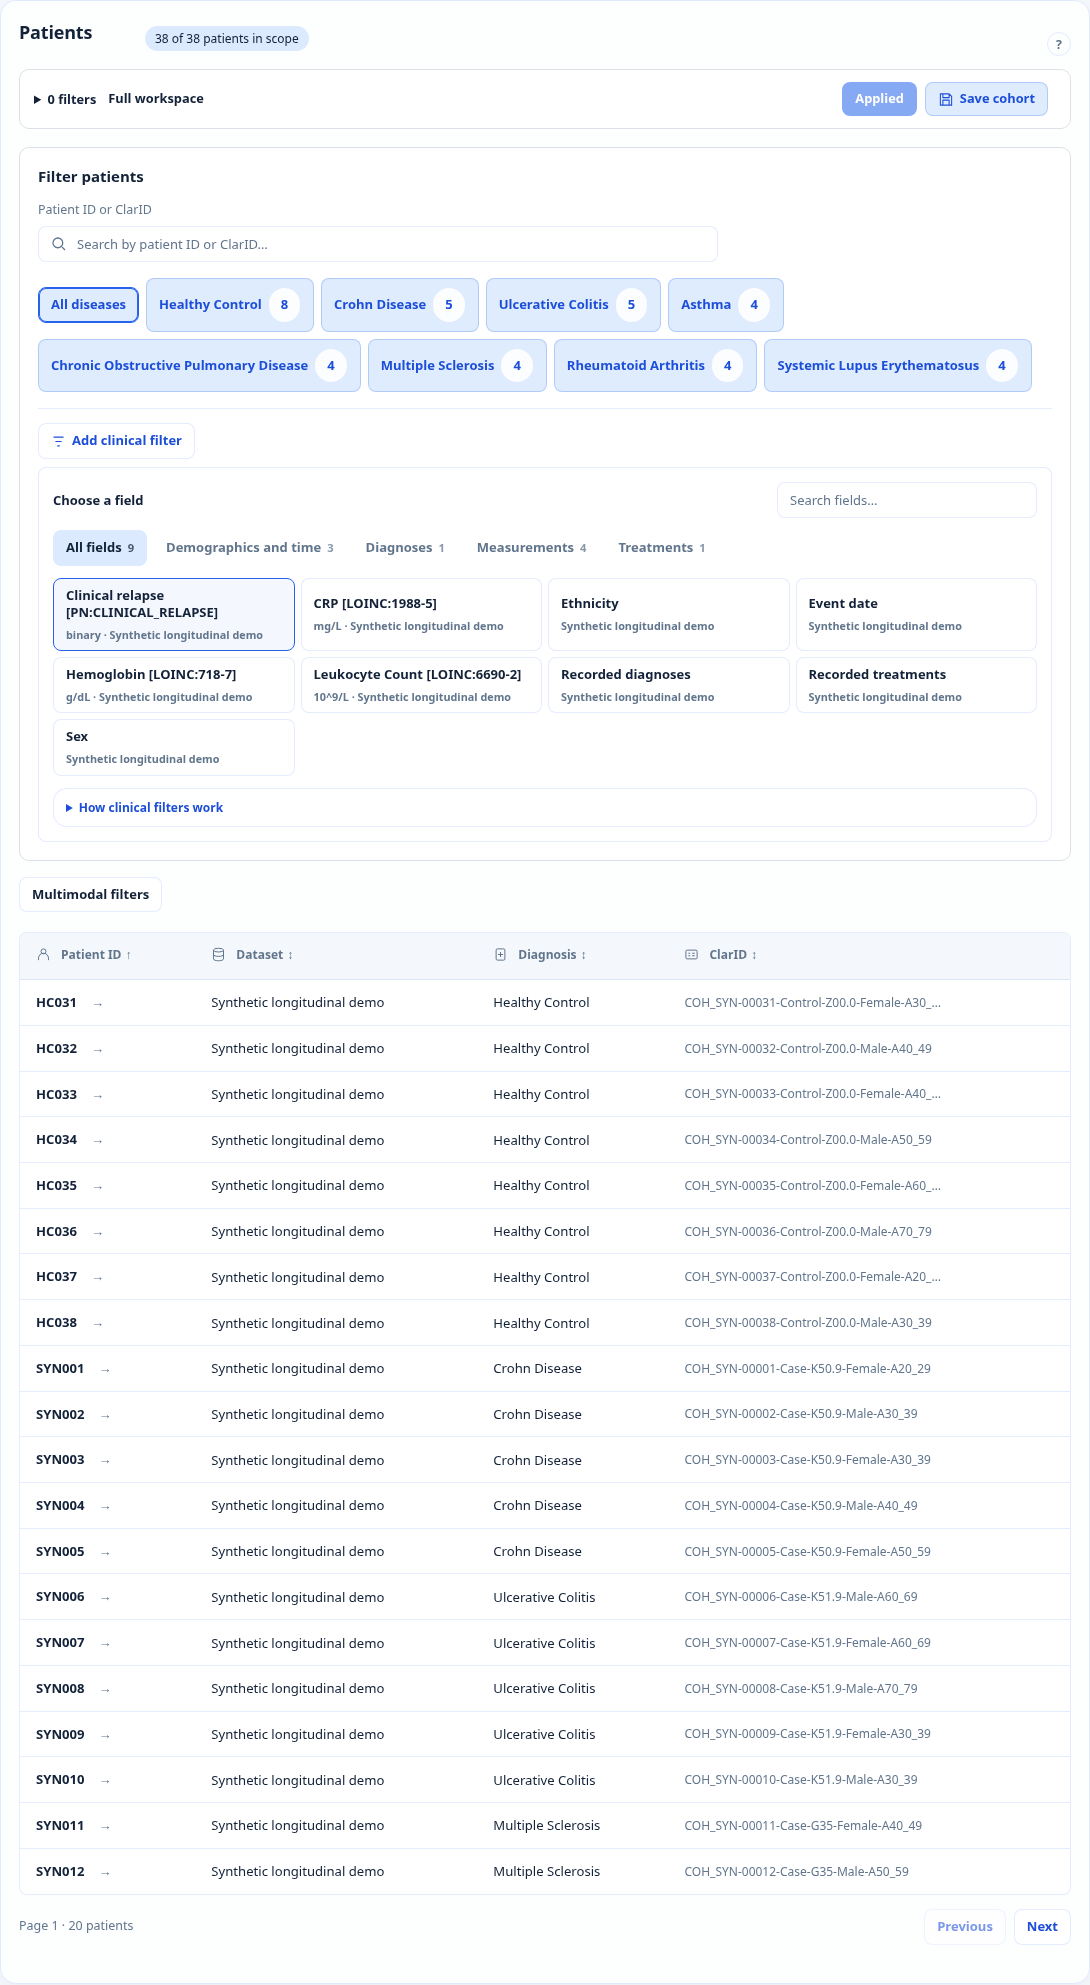 Patients
38 of 38 patients in scope
?
▶ 0 filters Full workspace
Applied
Save cohort
Filter patients
Patient ID or ClarID
Search by patient ID or ClarID...
All diseases
Healthy Control 8
Crohn Disease 5
Ulcerative Colitis 5
Asthma 4
Chronic Obstructive Pulmonary Disease 4
Multiple Sclerosis 4
Rheumatoid Arthritis 4
Systemic Lupus Erythematosus 4
Add clinical filter
Choose a field
Search fields...
All fields 9
Demographics and time 3
Diagnoses 1
Measurements 4
Treatments 1
Clinical relapse
[PN:CLINICAL_RELAPSE]
binary · Synthetic longitudinal demo
CRP [LOINC:1988-5]
mg/L · Synthetic longitudinal demo
Ethnicity
Synthetic longitudinal demo
Event date
Synthetic longitudinal demo
Hemoglobin [LOINC:718-7]
g/dL · Synthetic longitudinal demo
Leukocyte Count [LOINC:6690-2]
10^9/L · Synthetic longitudinal demo
Recorded diagnoses
Synthetic longitudinal demo
Recorded treatments
Synthetic longitudinal demo
Sex
Synthetic longitudinal demo
▶ How clinical filters work
Multimodal filters
Patient ID ↑ Dataset ↕ Diagnosis ↕ ClarID ↕
HC031 → Synthetic longitudinal demo Healthy Control COH_SYN-00031-Control-Z00.0-Female-A30_...
HC032 → Synthetic longitudinal demo Healthy Control COH_SYN-00032-Control-Z00.0-Male-A40_49
HC033 → Synthetic longitudinal demo Healthy Control COH_SYN-00033-Control-Z00.0-Female-A40_...
HC034 → Synthetic longitudinal demo Healthy Control COH_SYN-00034-Control-Z00.0-Male-A50_59
HC035 → Synthetic longitudinal demo Healthy Control COH_SYN-00035-Control-Z00.0-Female-A60_...
HC036 → Synthetic longitudinal demo Healthy Control COH_SYN-00036-Control-Z00.0-Male-A70_79
HC037 → Synthetic longitudinal demo Healthy Control COH_SYN-00037-Control-Z00.0-Female-A20_...
HC038 → Synthetic longitudinal demo Healthy Control COH_SYN-00038-Control-Z00.0-Male-A30_39
SYN001 → Synthetic longitudinal demo Crohn Disease COH_SYN-00001-Case-K50.9-Female-A20_29
SYN002 → Synthetic longitudinal demo Crohn Disease COH_SYN-00002-Case-K50.9-Male-A30_39
SYN003 → Synthetic longitudinal demo Crohn Disease COH_SYN-00003-Case-K50.9-Female-A30_39
SYN004 → Synthetic longitudinal demo Crohn Disease COH_SYN-00004-Case-K50.9-Male-A40_49
SYN005 → Synthetic longitudinal demo Crohn Disease COH_SYN-00005-Case-K50.9-Female-A50_59
SYN006 → Synthetic longitudinal demo Ulcerative Colitis COH_SYN-00006-Case-K51.9-Male-A60_69
SYN007 → Synthetic longitudinal demo Ulcerative Colitis COH_SYN-00007-Case-K51.9-Female-A60_69
SYN008 → Synthetic longitudinal demo Ulcerative Colitis COH_SYN-00008-Case-K51.9-Male-A70_79
SYN009 → Synthetic longitudinal demo Ulcerative Colitis COH_SYN-00009-Case-K51.9-Female-A30_39
SYN010 → Synthetic longitudinal demo Ulcerative Colitis COH_SYN-00010-Case-K51.9-Male-A30_39
SYN011 → Synthetic longitudinal demo Multiple Sclerosis COH_SYN-00011-Case-G35-Female-A40_49
SYN012 → Synthetic longitudinal demo Multiple Sclerosis COH_SYN-00012-Case-G35-Male-A50_59
Page 1 · 20 patients
Previous
Next